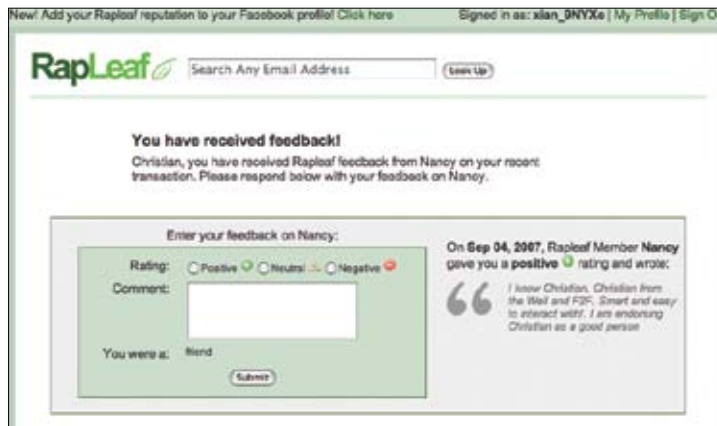 New! Add your Rapleaf reputation to your Facebook profile! Click here
Signed in as: xian_9NYXe | My Profile | Sign O
RapLeaf
Search Any Email Address
Look Up
You have received feedback!
Christian, you have received Rapleaf feedback from Nancy on your recent
transaction. Please respond below with your feedback on Nancy.
Enter your feedback on Nancy:
Rating: Positive Neutral Negative
Comment:
You were a: friend
Submit
On Sep 04, 2007, Rapleaf Member Nancy
gave you a positive rating and wrote:
“
I know Christian. Christian from
the Well and F2F. Smart and easy
to interact with!. I am endorsing
Christian as a good person